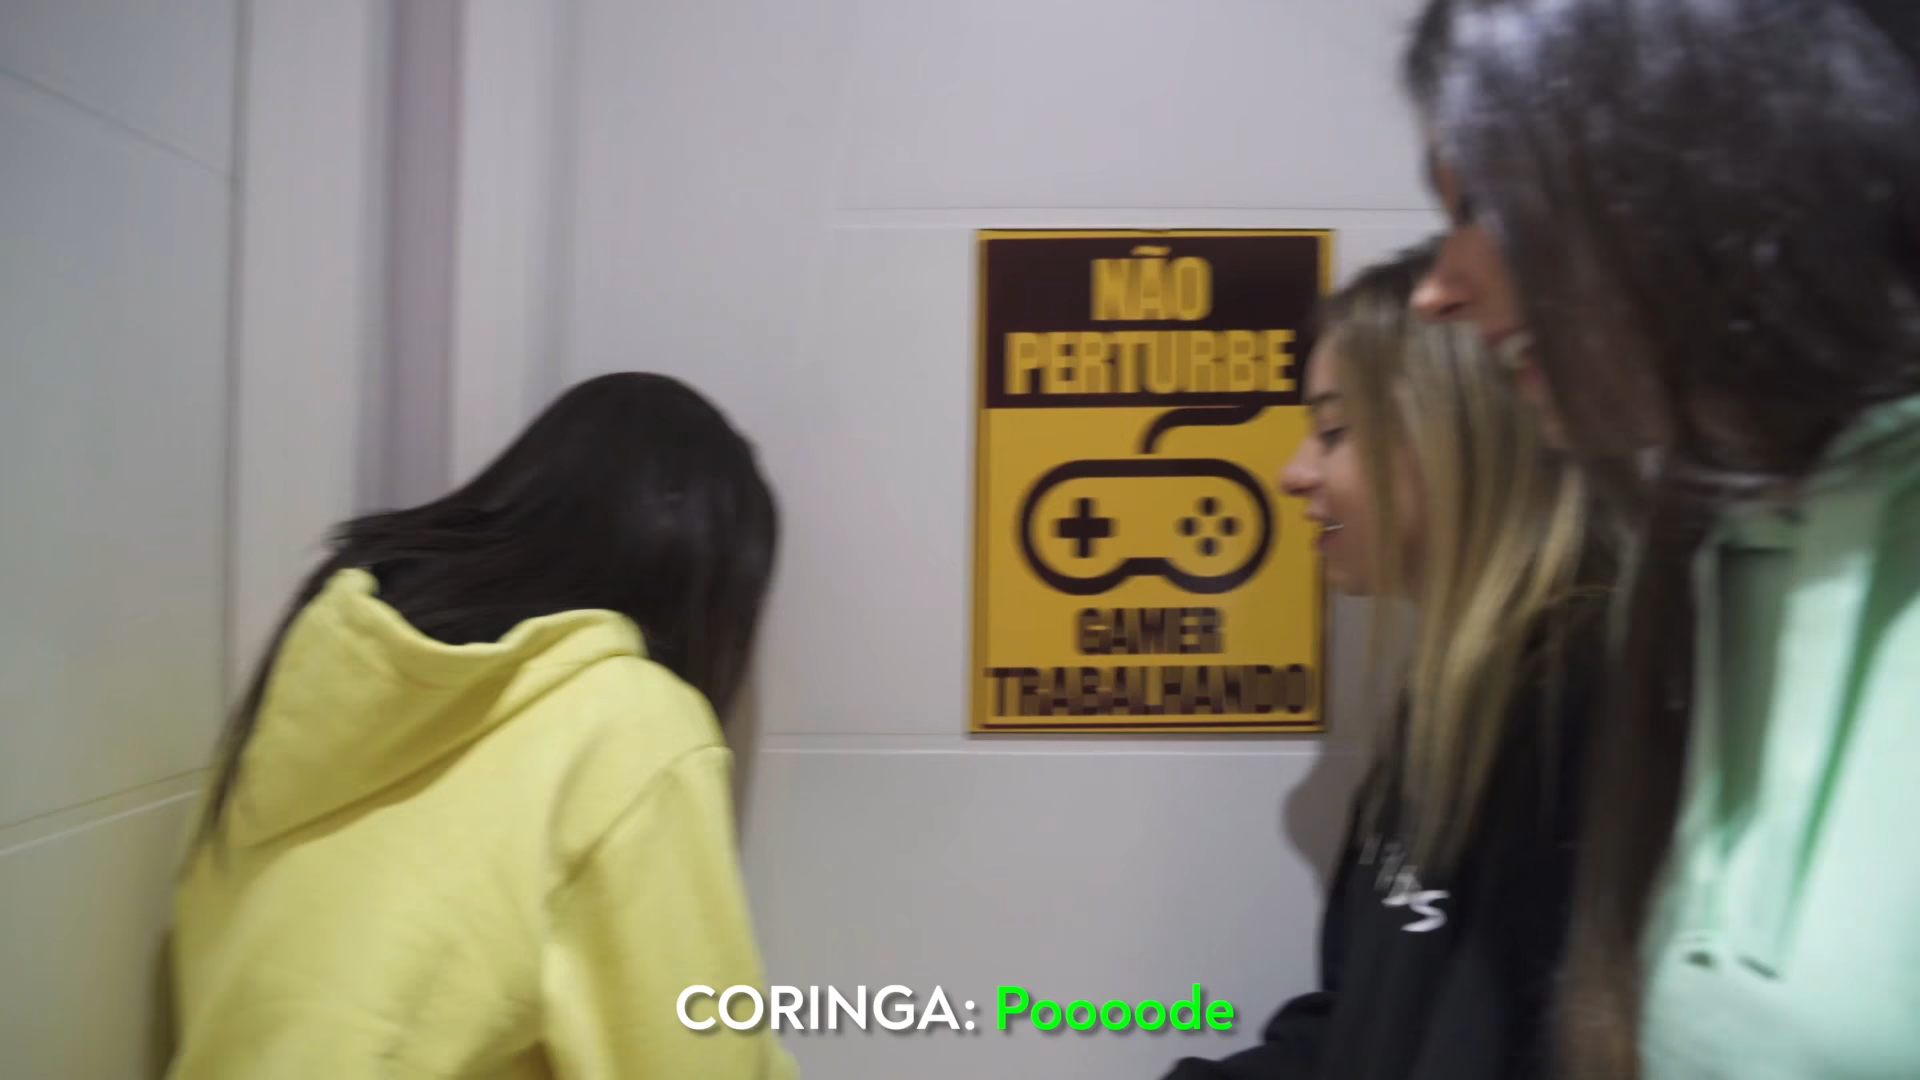 NÃO
PERTURBE
GAMER
TRABALHANDO
CORINGA: Poooode